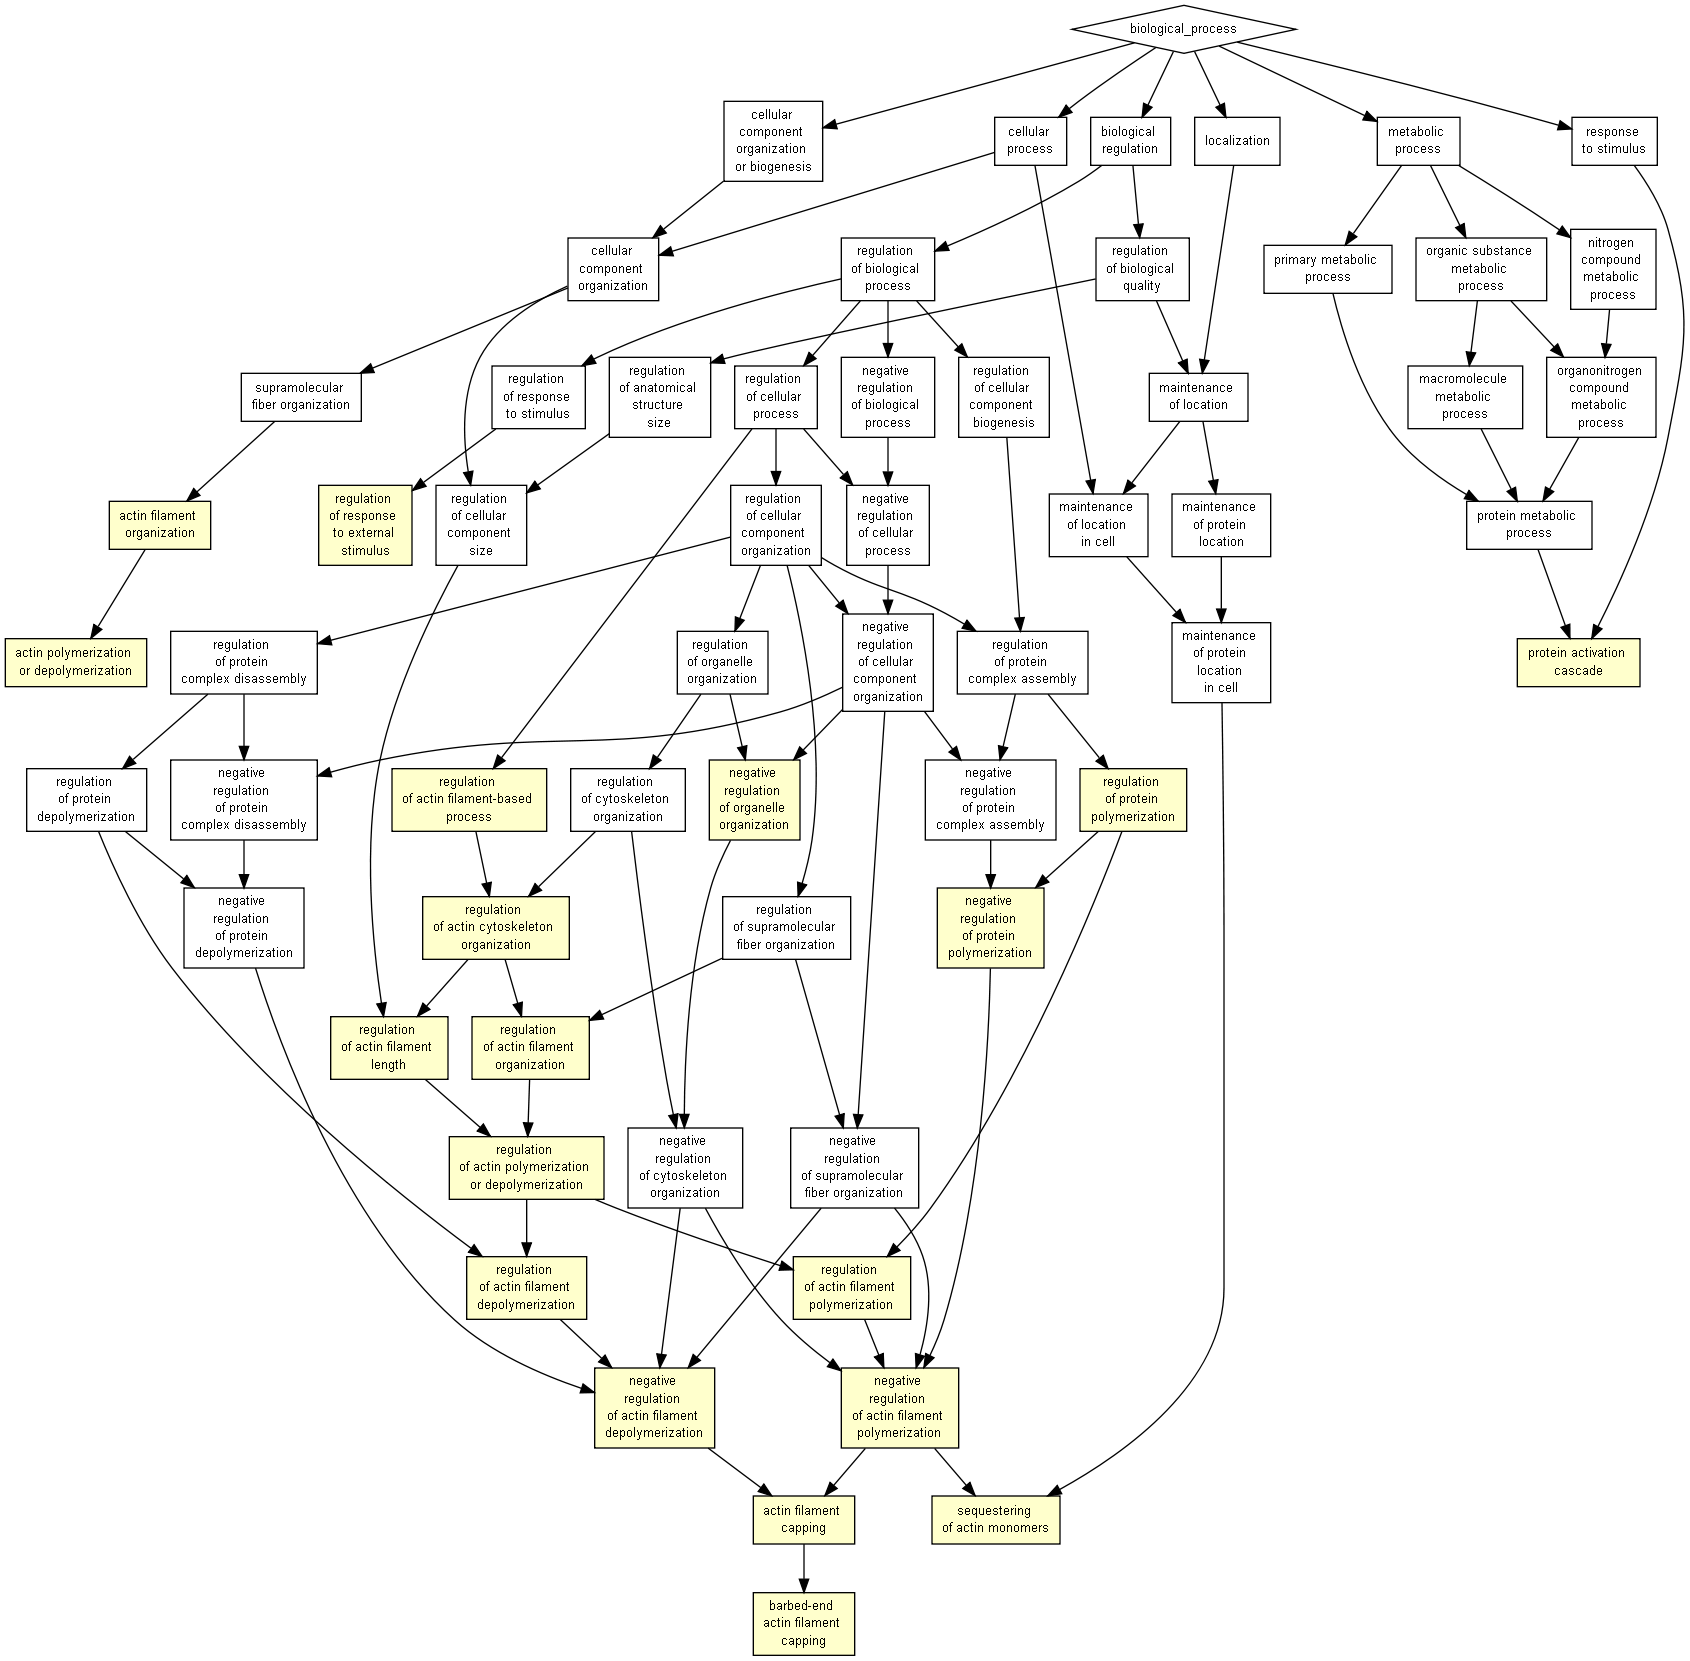 biological_process
cellular
component
organization
or biogenesis
cellular
process
biological
regulation
localization
metabolic
process
response
to stimulus
cellular
component
organization
regulation
of biological
process
regulation
of biological
quality
primary metabolic
process
organic substance
metabolic
process
nitrogen
compound
metabolic
process
supramolecular
fiber organization
regulation
of response
to stimulus
regulation
of anatomical
structure
size
regulation
of cellular
process
negative
regulation
of biological
process
regulation
of cellular
component
biogenesis
maintenance
of location
macromolecule
metabolic
process
organonitrogen
compound
metabolic
process
actin filament
organization
regulation
of response
to external
stimulus
regulation
of cellular
component
size
regulation
of cellular
component
organization
negative
regulation
of cellular
process
maintenance
of location
in cell
maintenance
of protein
location
protein metabolic
process
actin polymerization
or depolymerization
regulation
of protein
complex disassembly
regulation
of organelle
organization
negative
regulation
of cellular
component
organization
regulation
of protein
complex assembly
maintenance
of protein
location
in cell
protein activation
cascade
regulation
of protein
depolymerization
negative
regulation
of protein
complex disassembly
regulation
of actin filament-based
process
regulation
of cytoskeleton
organization
negative
regulation
of organelle
organization
negative
regulation
of protein
complex assembly
regulation
of protein
polymerization
negative
regulation
of protein
depolymerization
regulation
of actin cytoskeleton
organization
regulation
of supramolecular
fiber organization
negative
regulation
of protein
polymerization
regulation
of actin filament
length
regulation
of actin filament
organization
regulation
of actin polymerization
or depolymerization
negative
regulation
of cytoskeleton
organization
negative
regulation
of supramolecular
fiber organization
regulation
of actin filament
depolymerization
regulation
of actin filament
polymerization
negative
regulation
of actin filament
depolymerization
negative
regulation
of actin filament
polymerization
actin filament
capping
sequestering
of actin monomers
barbed-end
actin filament
capping